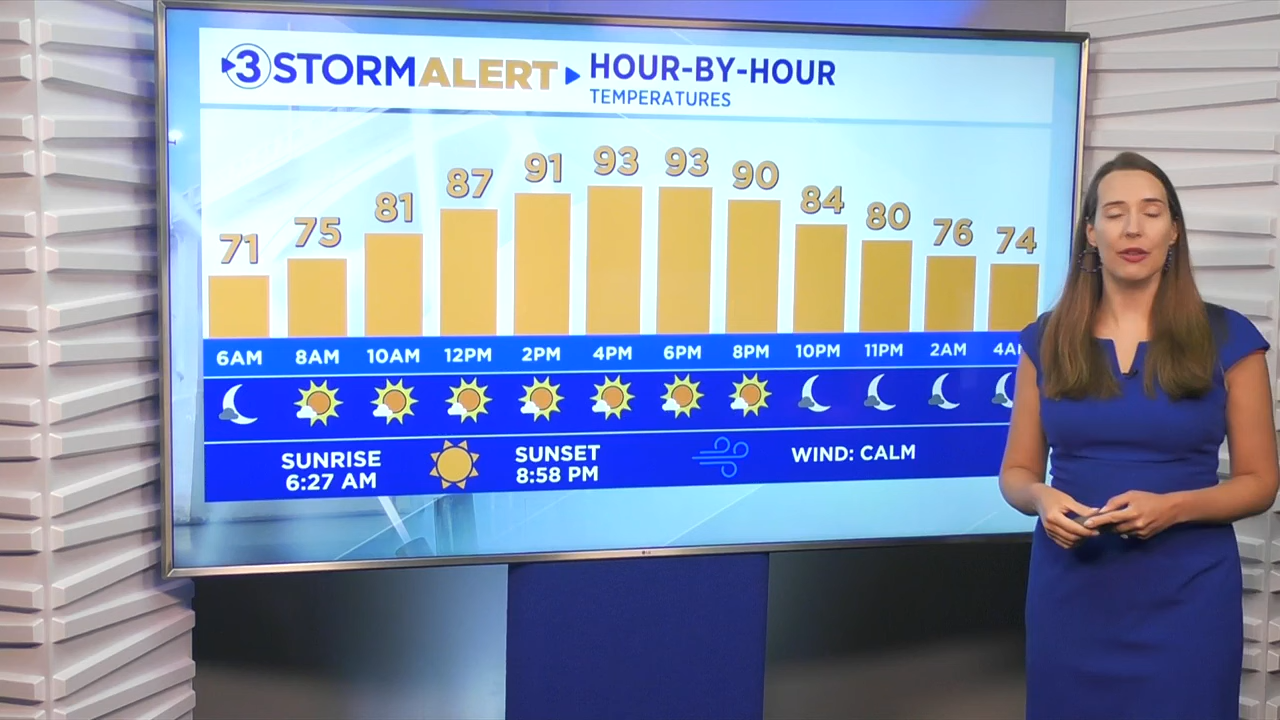 3 STORMALERT
HOUR-BY-HOUR
TEMPERATURES
71 75 81 87 91 93 93 90 84 80 76 74
6AM 8AM 10AM 12PM 2PM 4PM 6PM 8PM 10PM 11PM 2AM
SUNRISE
6:27 AM
SUNSET
8:58 PM
WIND: CALM
LG